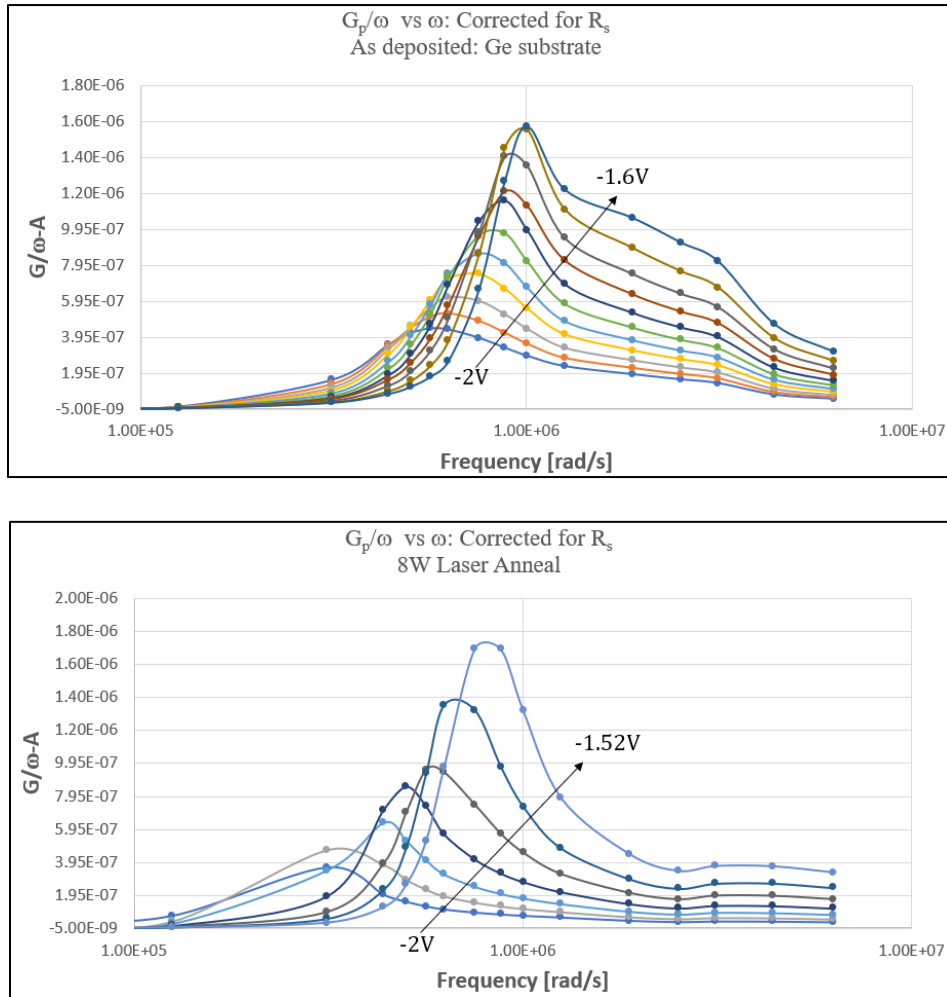 Gp/ω vs ω: Corrected for Rs
As deposited: Ge substrate
1.80E-06
1.60E-06
1.40E-06
1.20E-06
9.95E-07
7.95E-07
5.95E-07
3.95E-07
1.95E-07
-5.00E-09
G/ω-A
-1.6V
-2V
1.00E+05
1.00E+06
1.00E+07
Frequency [rad/s]
Gp/ω vs ω: Corrected for Rs
8W Laser Anneal
2.00E-06
1.80E-06
1.60E-06
1.40E-06
1.20E-06
9.95E-07
7.95E-07
5.95E-07
3.95E-07
1.95E-07
-5.00E-09
G/ω-A
-1.52V
-2V
1.00E+05
1.00E+06
1.00E+07
Frequency [rad/s]